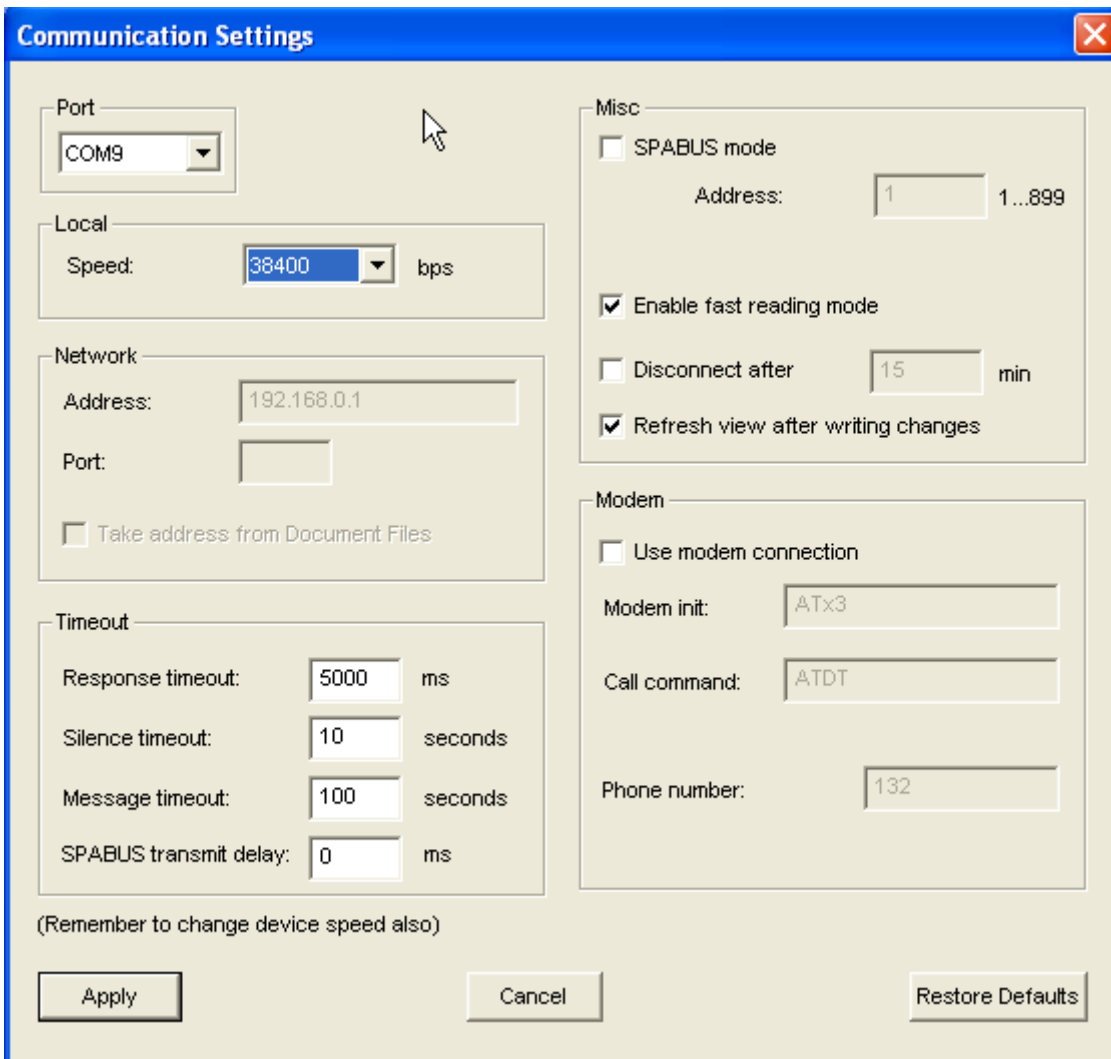 Communication Settings
Port
COM9
Local
Speed: 38400 bps
Network
Address: 192.168.0.1
Port:
Take address from Document Files
Timeout
Response timeout: 5000 ms
Silence timeout: 10 seconds
Message timeout: 100 seconds
SPABUS transmit delay: 0 ms
(Remember to change device speed also)
Misc
SPABUS mode
Address: 1 1...899
Enable fast reading mode
Disconnect after 15 min
Refresh view after writing changes
Modem
Use modem connection
Modem init: ATx3
Call command: ATDT
Phone number: 132
Apply Cancel Restore Defaults